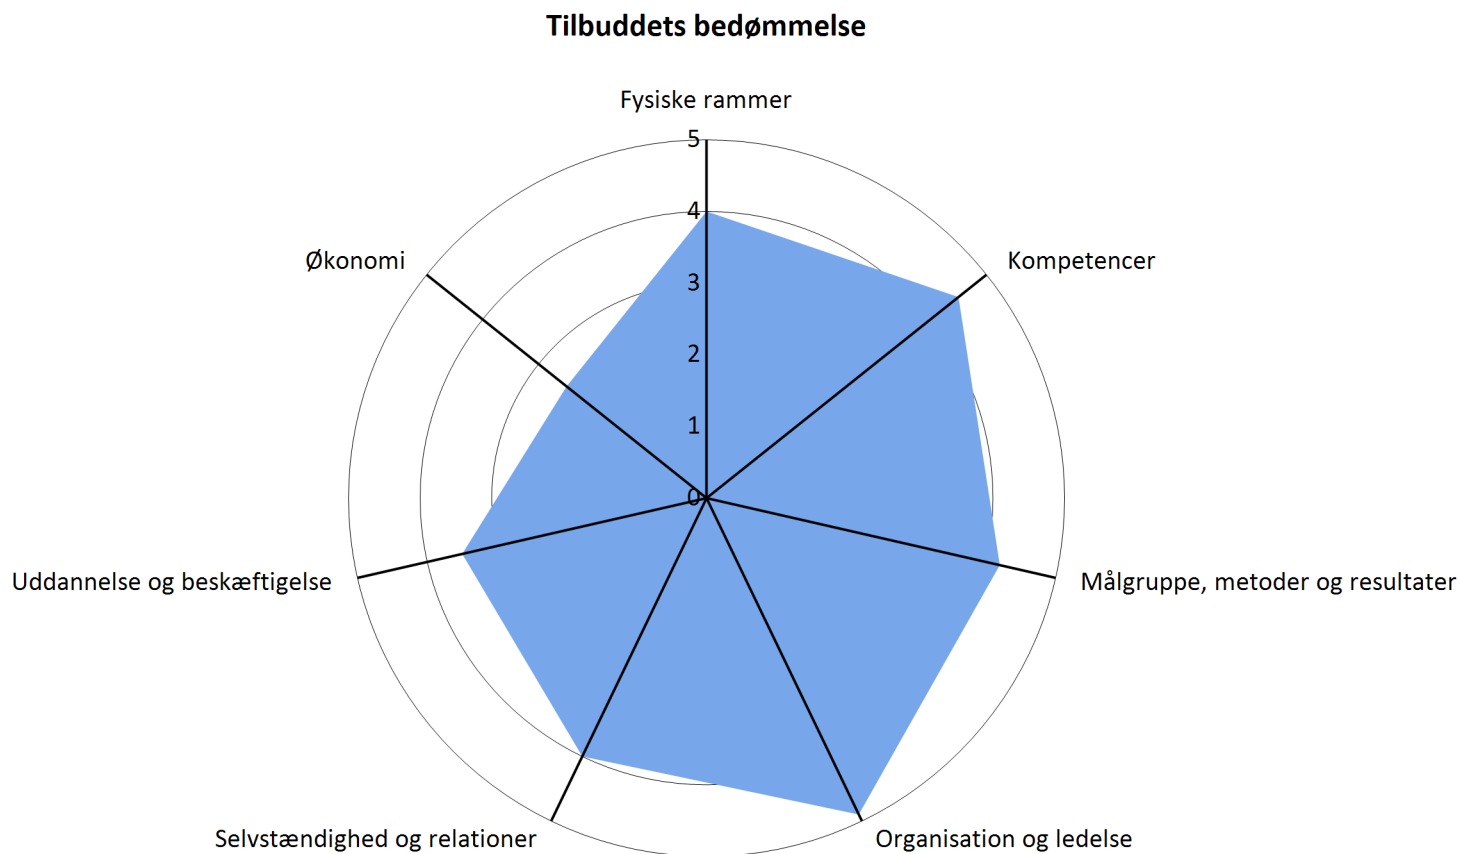 Tilbuddets bedømmelse
Fysiske rammer
5
4
Økonomi
Kompetencer
3
2
1
0
Uddannelse og beskæftigelse
Målgruppe, metoder og resultater
Selvstændighed og relationer
Organisation og ledelse